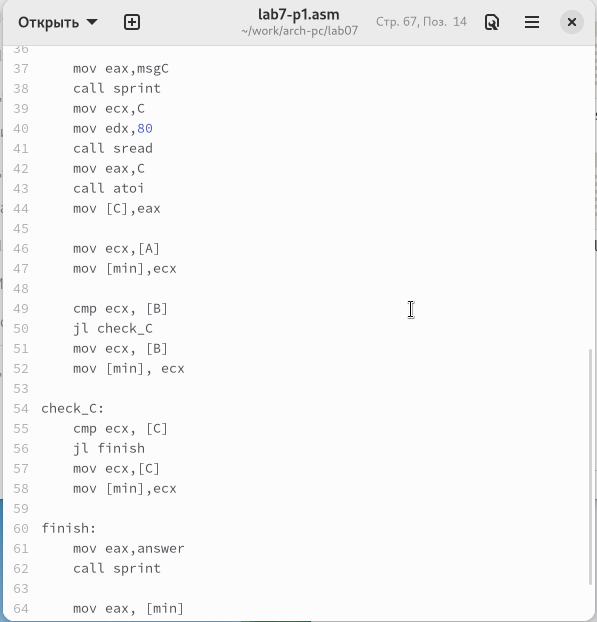 Открыть
lab7-p1.asm
~/work/arch-pc/lab07
Стр. 67, Поз. 14
36
37 mov eax,msgC
38 call sprint
39 mov ecx,C
40 mov edx,80
41 call sread
42 mov eax,C
43 call atoi
44 mov [C],eax
45
46 mov ecx,[A]
47 mov [min],ecx
48
49 cmp ecx, [B]
50 jl check_C
51 mov ecx, [B]
52 mov [min], ecx
53
54 check_C:
55 cmp ecx, [C]
56 jl finish
57 mov ecx,[C]
58 mov [min],ecx
59
60 finish:
61 mov eax,answer
62 call sprint
63
64 mov eax, [min]